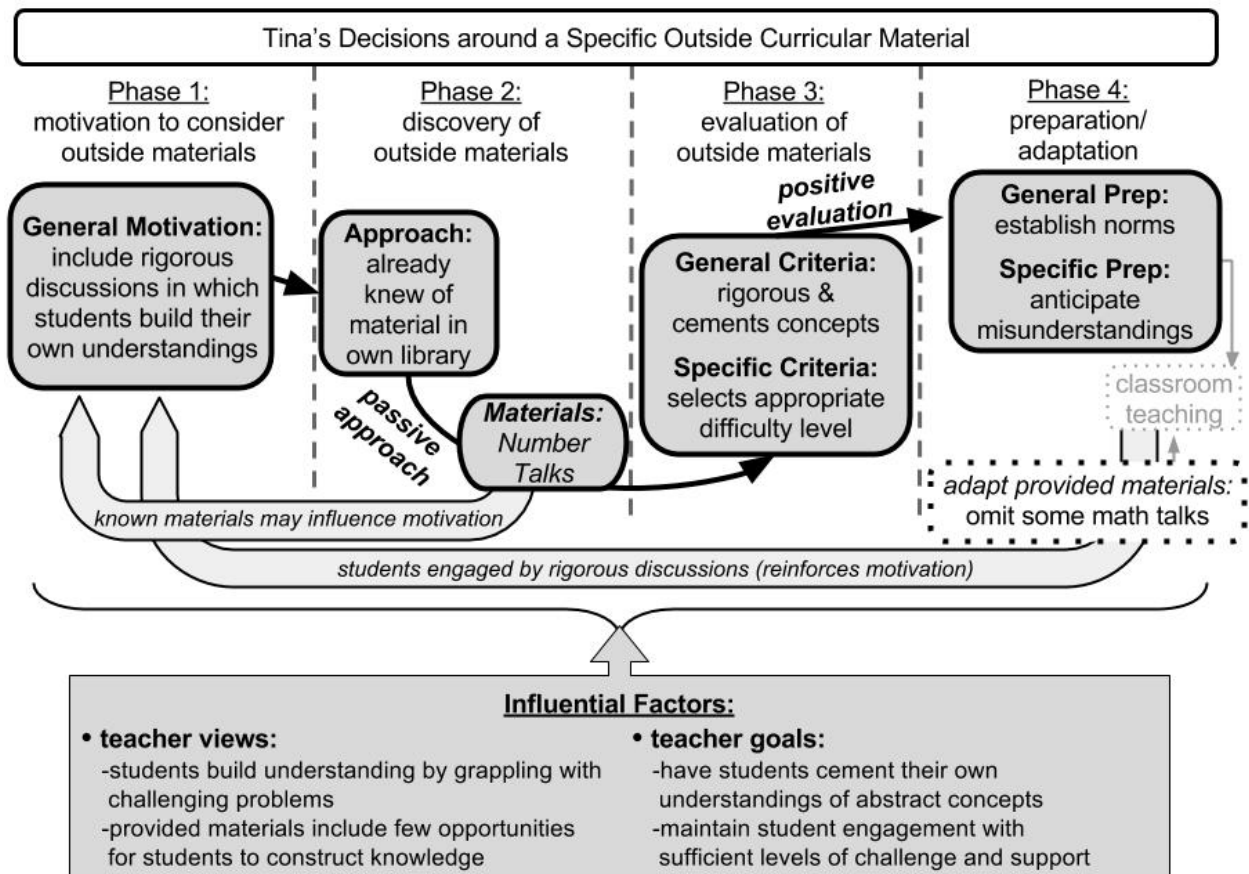 Tina's Decisions around a Specific Outside Curricular Material
Phase 1:
motivation to consider
outside materials
Phase 2:
discovery of
outside materials
Phase 3:
evaluation of
outside materials
Phase 4:
preparation/
adaptation
General Motivation:
include rigorous
discussions in which
students build their
own understandings
Approach:
already
knew of
material in
own library
passive
approach
Materials:
Number
Talks
General Criteria:
rigorous &
cements concepts
Specific Criteria:
selects appropriate
difficulty level
positive
evaluation
General Prep:
establish norms
Specific Prep:
anticipate
misunderstandings
classroom
teaching
adapt provided materials:
omit some math talks
known materials may influence motivation
students engaged by rigorous discussions (reinforces motivation)
Influential Factors:
• teacher views:
-students build understanding by grappling with
challenging problems
-provided materials include few opportunities
for students to construct knowledge
• teacher goals:
-have students cement their own
understandings of abstract concepts
-maintain student engagement with
sufficient levels of challenge and support